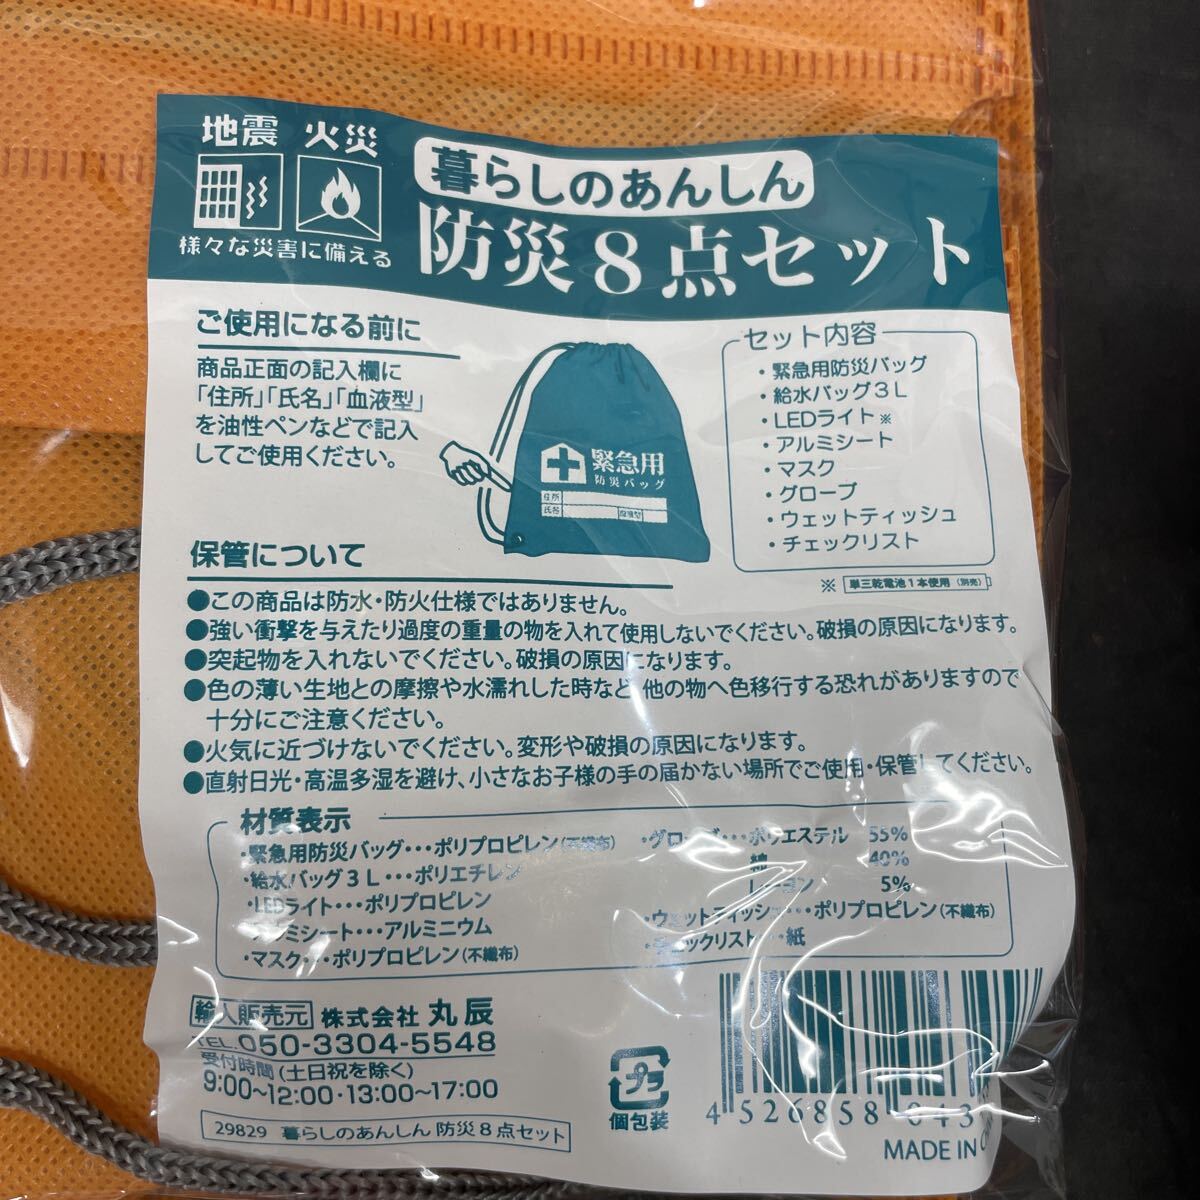 地震 火災
様々な災害に備える
暮らしのあんしん
防災8点セット
ご使用になる前に
商品正面の記入欄に
「住所」「氏名」「血液型」
を油性ペンなどで記入
してご使用ください。
緊急用
防災バッグ
住所
氏名 血液型
セット内容
・緊急用防災バッグ
・給水バッグ3L
・LEDライト※
・アルミシート
・マスク
・グローブ
・ウェットティッシュ
・チェックリスト
※ 単三乾電池1本使用(別売)
保管について
●この商品は防水・防火仕様ではありません。
●強い衝撃を与えたり過度の重量の物を入れて使用しないでください。破損の原因になります。
●突起物を入れないでください。破損の原因になります。
●色の薄い生地との摩擦や水濡れした時など、他の物へ色移行する恐れがありますので
十分にご注意ください。
●火気に近づけないでください。変形や破損の原因になります。
●直射日光・高温多湿を避け、小さなお子様の手の届かない場所でご使用・保管してください。
材質表示
・緊急用防災バッグ・・・ポリプロピレン(不織布)
・給水バッグ3L・・・ポリエチレン
・LEDライト・・・ポリプロピレン
アルミシート・・・アルミニウム
・マスク・・・ポリプロピレン(不織布)
・グローブ・・・ポリエステル 55%
綿 40%
レーヨン 5%
・ウェットティッシュ・・・ポリプロピレン(不織布)
・チェックリスト・・・紙
輸入販売元 株式会社 丸辰
TEL.050-3304-5548
受付時間(土日祝を除く)
9:00〜12:00・13:00〜17:00
29829 暮らしのあんしん 防災8点セット
プラ
個包装
4 526858 043
MADE IN